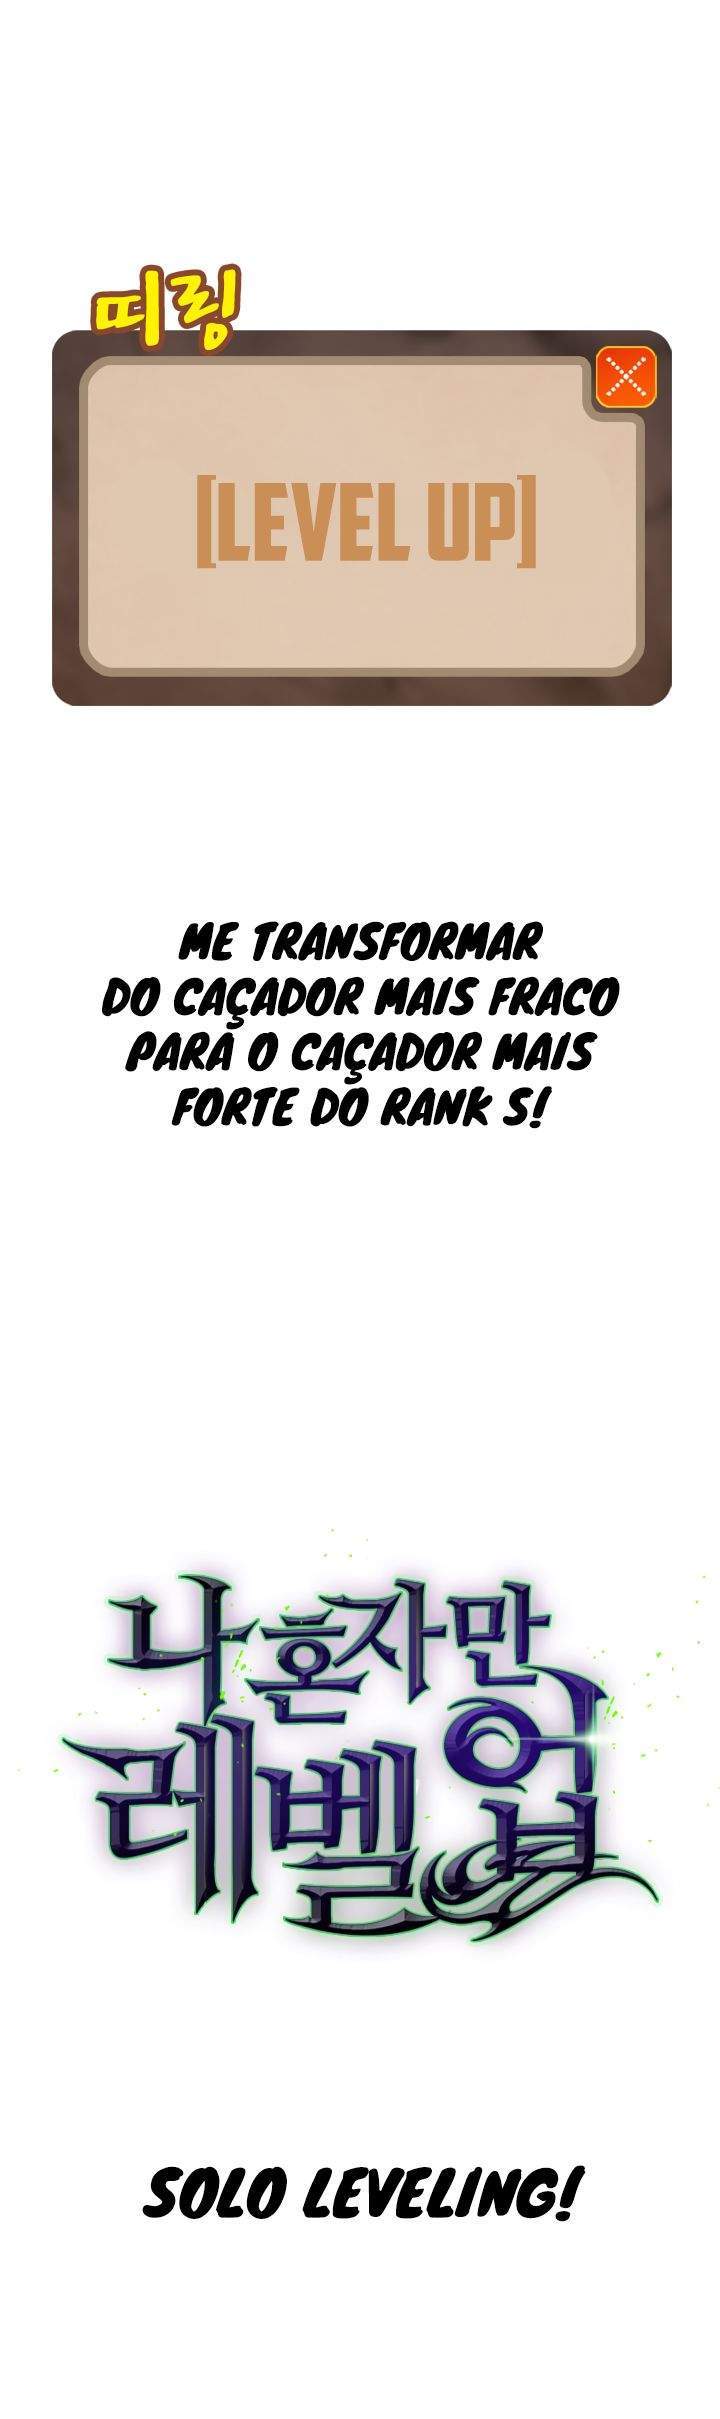 띠링
[LEVEL UP]
ME TRANSFORMAR
DO CAÇADOR MAIS FRACO
PARA O CAÇADOR MAIS
FORTE DO RANK S!
나 혼자만
레벨업
SOLO LEVELING!